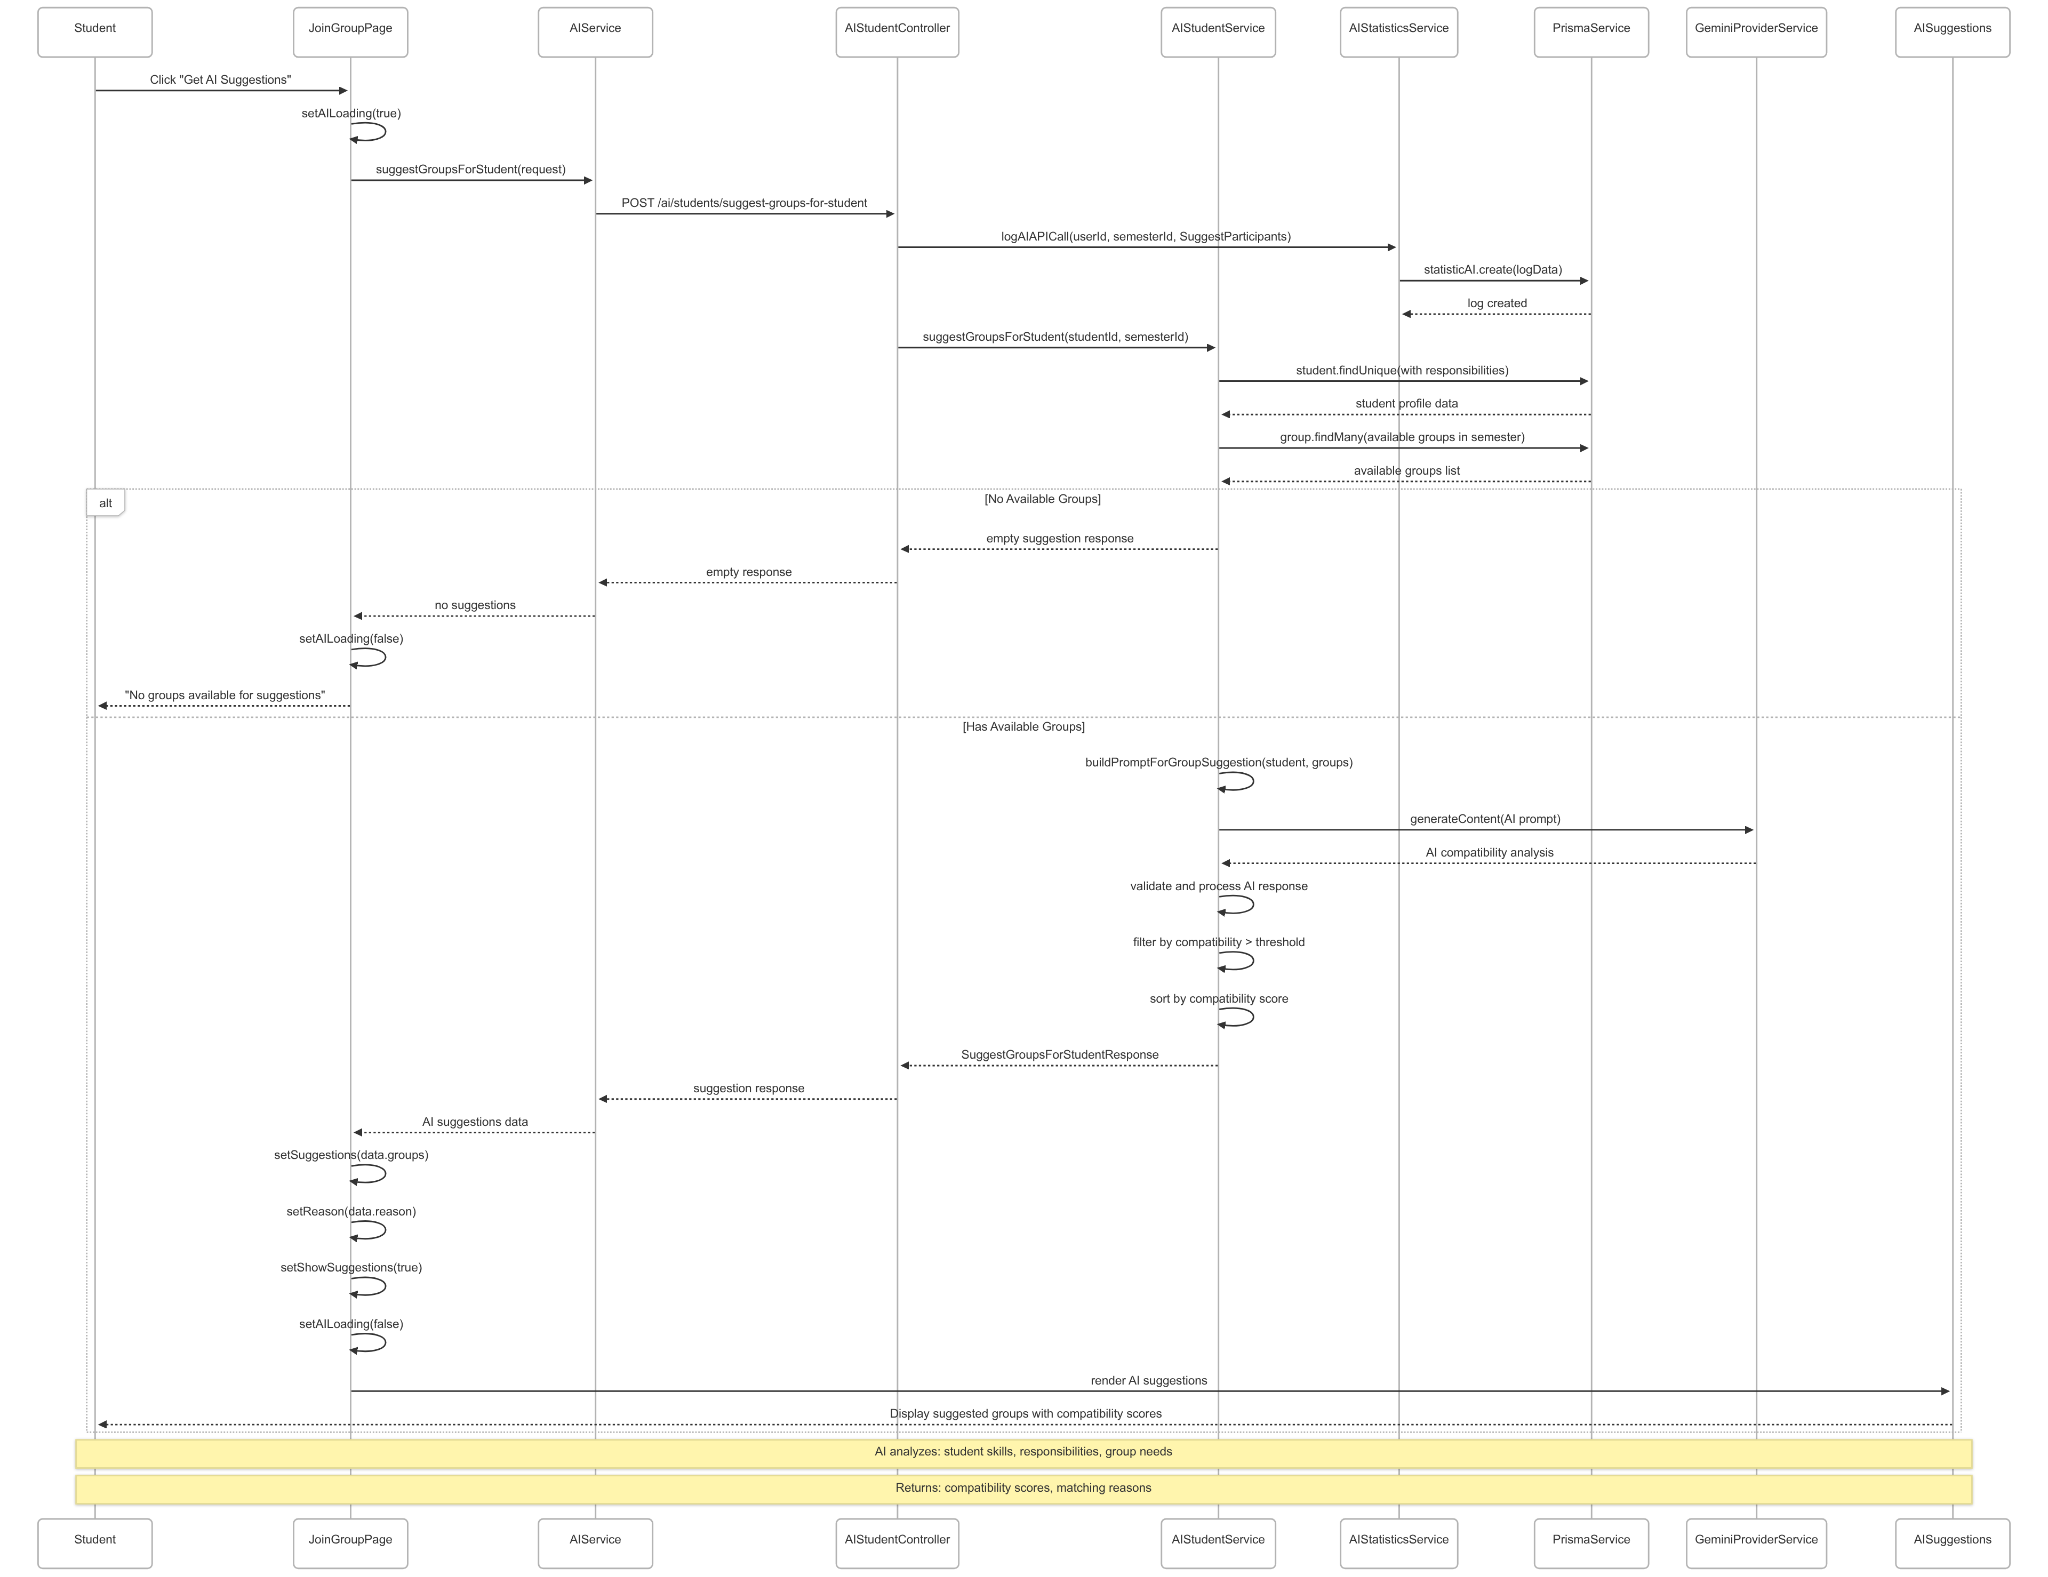 Student
JoinGroupPage
AIService
AIStudentController
AIStudentService
AIStatisticsService
PrismaService
GeminiProviderService
AISuggestions
Click "Get AI Suggestions"
setAILoading(true)
suggestGroupsForStudent(request)
POST /ai/students/suggest-groups-for-student
logAIAPICall(userId, semesterId, SuggestParticipants)
statisticAI.create(logData)
log created
suggestGroupsForStudent(studentId, semesterId)
student.findUnique(with responsibilities)
student profile data
group.findMany(available groups in semester)
available groups list
alt
[No Available Groups]
empty suggestion response
empty response
no suggestions
setAILoading(false)
"No groups available for suggestions"
[Has Available Groups]
buildPromptForGroupSuggestion(student, groups)
generateContent(AI prompt)
AI compatibility analysis
validate and process AI response
filter by compatibility > threshold
sort by compatibility score
SuggestGroupsForStudentResponse
suggestion response
AI suggestions data
setSuggestions(data.groups)
setReason(data.reason)
setShowSuggestions(true)
setAILoading(false)
render AI suggestions
Display suggested groups with compatibility scores
AI analyzes: student skills, responsibilities, group needs
Returns: compatibility scores, matching reasons
Student
JoinGroupPage
AIService
AIStudentController
AIStudentService
AIStatisticsService
PrismaService
GeminiProviderService
AISuggestions